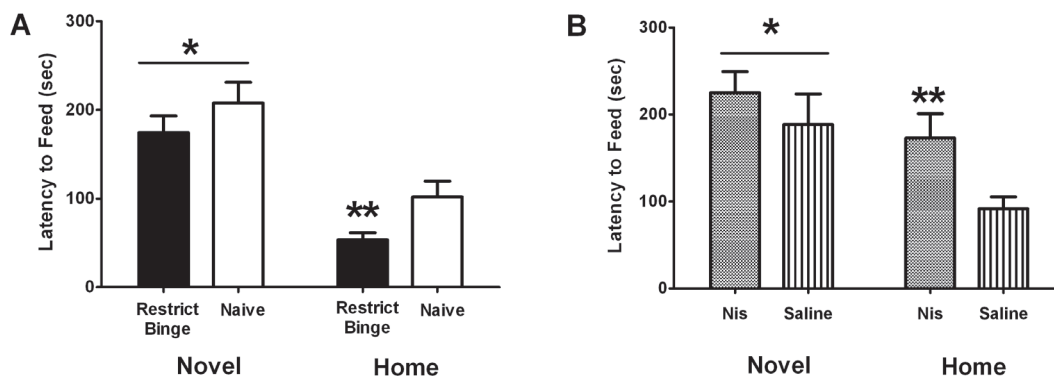 A
Latency to Feed (sec)
300
200
100
0
*
**
Restrict Binge
Naive
Restrict Binge
Naive
Novel
Home
B
Latency to Feed (sec)
300
200
100
0
*
**
Nis
Saline
Nis
Saline
Novel
Home